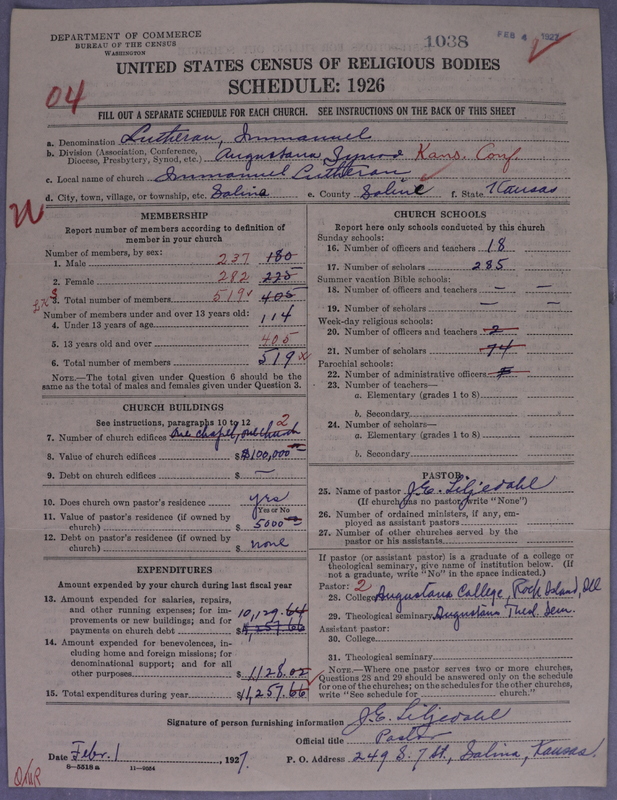 DEPARTMENT OF COMMERCE
BUREAU OF THE CENSUS
WASHINGTON
1038
FEB 4 1927
UNITED STATES CENSUS OF RELIGIOUS BODIES
SCHEDULE: 1926
04
FILL OUT A SEPARATE SCHEDULE FOR EACH CHURCH. SEE INSTRUCTIONS ON THE BACK OF THIS SHEET
a. Denomination Lutheran, Immanuel
b. Division (Association, Conference, Diocese, Presbytery, Synod, etc.) Augustana Synod Kans. Conf.
c. Local name of church Immanuel Lutheran
d. City, town, village, or township, etc. Salina e. County Saline f. State Kansas
MEMBERSHIP
Report number of members according to definition of
member in your church
Number of members, by sex:
1. Male 237 180
2. Female 282 225
3. Total number of members 519 405
Number of members under and over 13 years old:
4. Under 13 years of age 114
5. 13 years old and over 405
6. Total number of members 519
NOTE.—The total given under Question 6 should be the
same as the total of males and females given under Question 3.
CHURCH BUILDINGS
See instructions, paragraphs 10 to 12
7. Number of church edifices One chapel, one church 2
8. Value of church edifices $ $100,000
9. Debt on church edifices $ —
10. Does church own pastor's residence yes
Yes or No
11. Value of pastor's residence (if owned by
church) $ 5000
12. Debt on pastor's residence (if owned by
church) $ none
EXPENDITURES
Amount expended by your church during last fiscal year
13. Amount expended for salaries, repairs,
and other running expenses; for im-
provements or new buildings; and for
payments on church debt $ 10,129.64
14. Amount expended for benevolences, in-
cluding home and foreign missions; for
denominational support; and for all
other purposes $ 1128.02
15. Total expenditures during year $ 11,257.66
CHURCH SCHOOLS
Report here only schools conducted by this church
Sunday schools:
16. Number of officers and teachers 18
17. Number of scholars 285
Summer vacation Bible schools:
18. Number of officers and teachers — —
19. Number of scholars — —
Week-day religious schools:
20. Number of officers and teachers 2
21. Number of scholars 74
Parochial schools:
22. Number of administrative officers
23. Number of teachers—
a. Elementary (grades 1 to 8)
b. Secondary
24. Number of scholars—
a. Elementary (grades 1 to 8)
b. Secondary
PASTOR
25. Name of pastor J.E. Liljedahl
(If church has no pastor, write "None")
26. Number of ordained ministers, if any, em-
ployed as assistant pastors
27. Number of other churches served by the
pastor or his assistants
If pastor (or assistant pastor) is a graduate of a college or
theological seminary, give name of institution below. (If
not a graduate, write "No" in the space indicated.)
Pastor: 2
28. College Augustana College, Rock Island, Ill
29. Theological seminary Augustana Theol. Sem.
Assistant pastor:
30. College
31. Theological seminary
NOTE.—Where one pastor serves two or more churches,
Questions 28 and 29 should be answered only on the schedule
for one of the churches; on the schedules for the other churches,
write "See schedule for church."
Signature of person furnishing information J.E. Liljedahl
Official title Pastor
Date Febr. 1, 1927. P. O. Address 249 S. 7 St., Salina, Kansas.
8—5518 a 11—9054